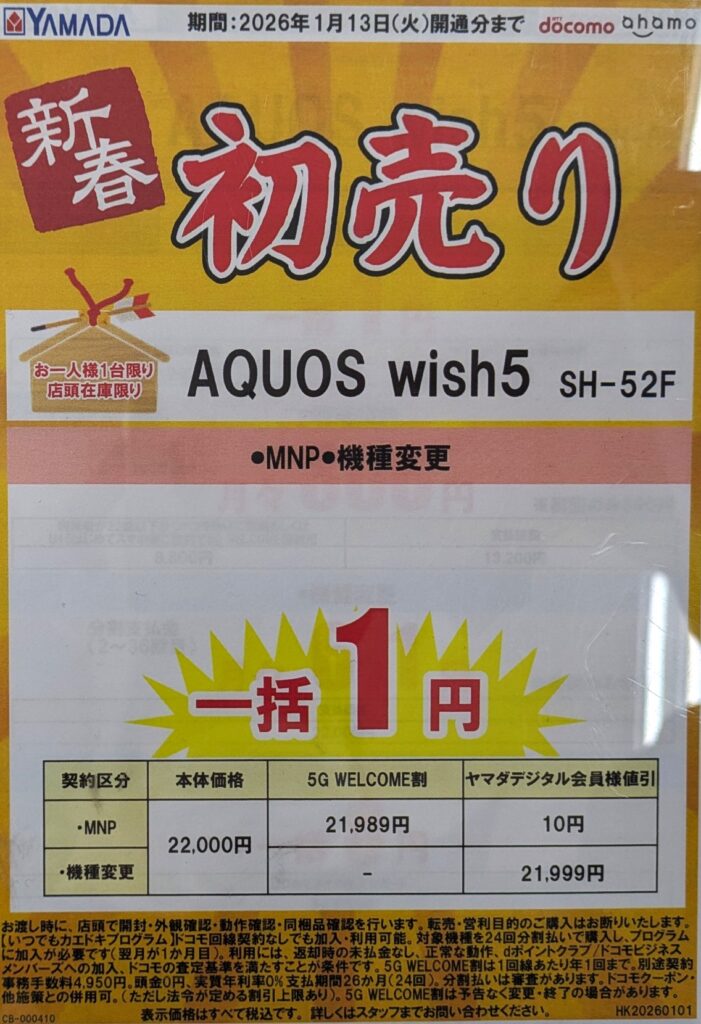 YAMADA 期間:2026年1月13日(火)開通分まで docomo ahamo
新春
初売り
お一人様1台限り
店頭在庫限り
AQUOS wish5 SH-52F
•MNP•機種変更
一括1円
契約区分 本体価格 5G WELCOME割 ヤマダデジタル会員様値引
・MNP 22,000円 21,989円 10円
・機種変更 - 21,999円
お渡し時に、店頭で開封・外観確認・動作確認・同梱品確認を行います。転売・営利目的のご購入はお断りいたします。
【いつでもカエドキプログラム】ドコモ回線契約なしでも加入・利用可能。対象機種を24回分割払いで購入し、プログラム
に加入が必要です(翌月が1か月目)。利用には、返却時の未払金なし、正常な動作、dポイントクラブ/ドコモビジネス
メンバーズへの加入、ドコモの査定基準を満たすことが条件です。5G WELCOME割は1回線あたり年1回まで。別途契約
事務手数料4,950円。頭金0円、実質年利率0% 支払期間26か月(24回)。分割払いは審査があります。ドコモクーポン・
他施策との併用可。(ただし法令が定める割引上限あり)。5G WELCOME割は予告なく変更・終了の場合があります。
CB-000410 表示価格はすべて税込です。詳しくはスタッフまでお問い合わせください。 HK20260101